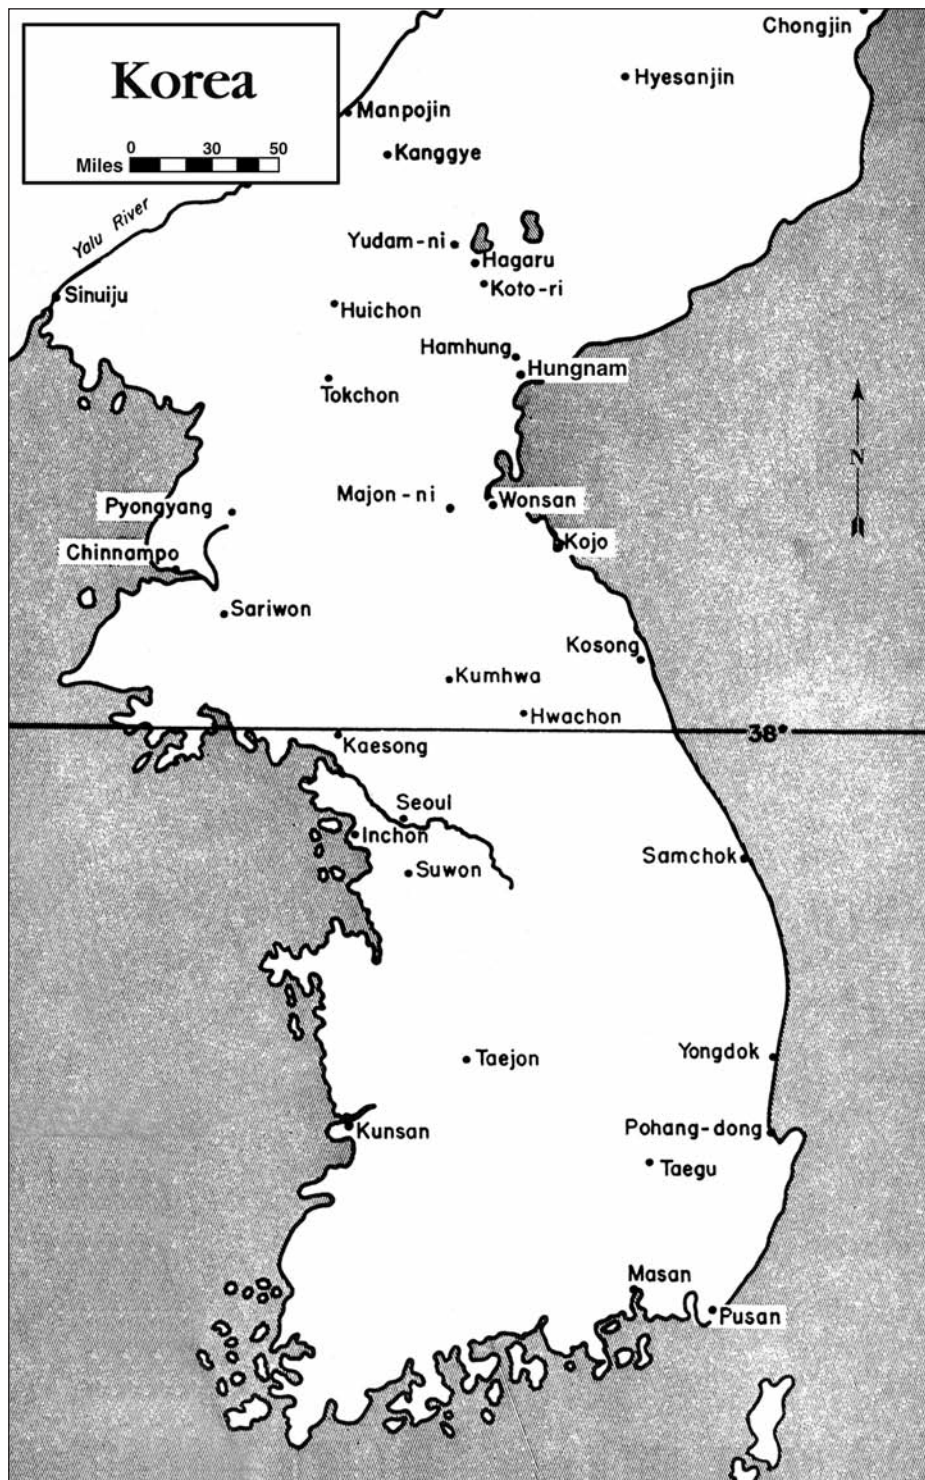 Chongjin
Korea
Hyesanjin
Manpojin
0 30 50
Miles
Kanggye
Yalu River
Yudam-ni
Hagaru
Koto-ri
Sinuiju
Huichon
Hamhung
Hungnam
Tokchon
N
Majon-ni
Wonsan
Pyongyang
Kojo
Chinnampo
Sariwon
Kosong
Kumhwa
Hwachon
38°
Kaesong
Seoul
Inchon
Suwon
Samchok
Taejon
Yongdok
Kunsan
Pohang-dong
Taegu
Masan
Pusan